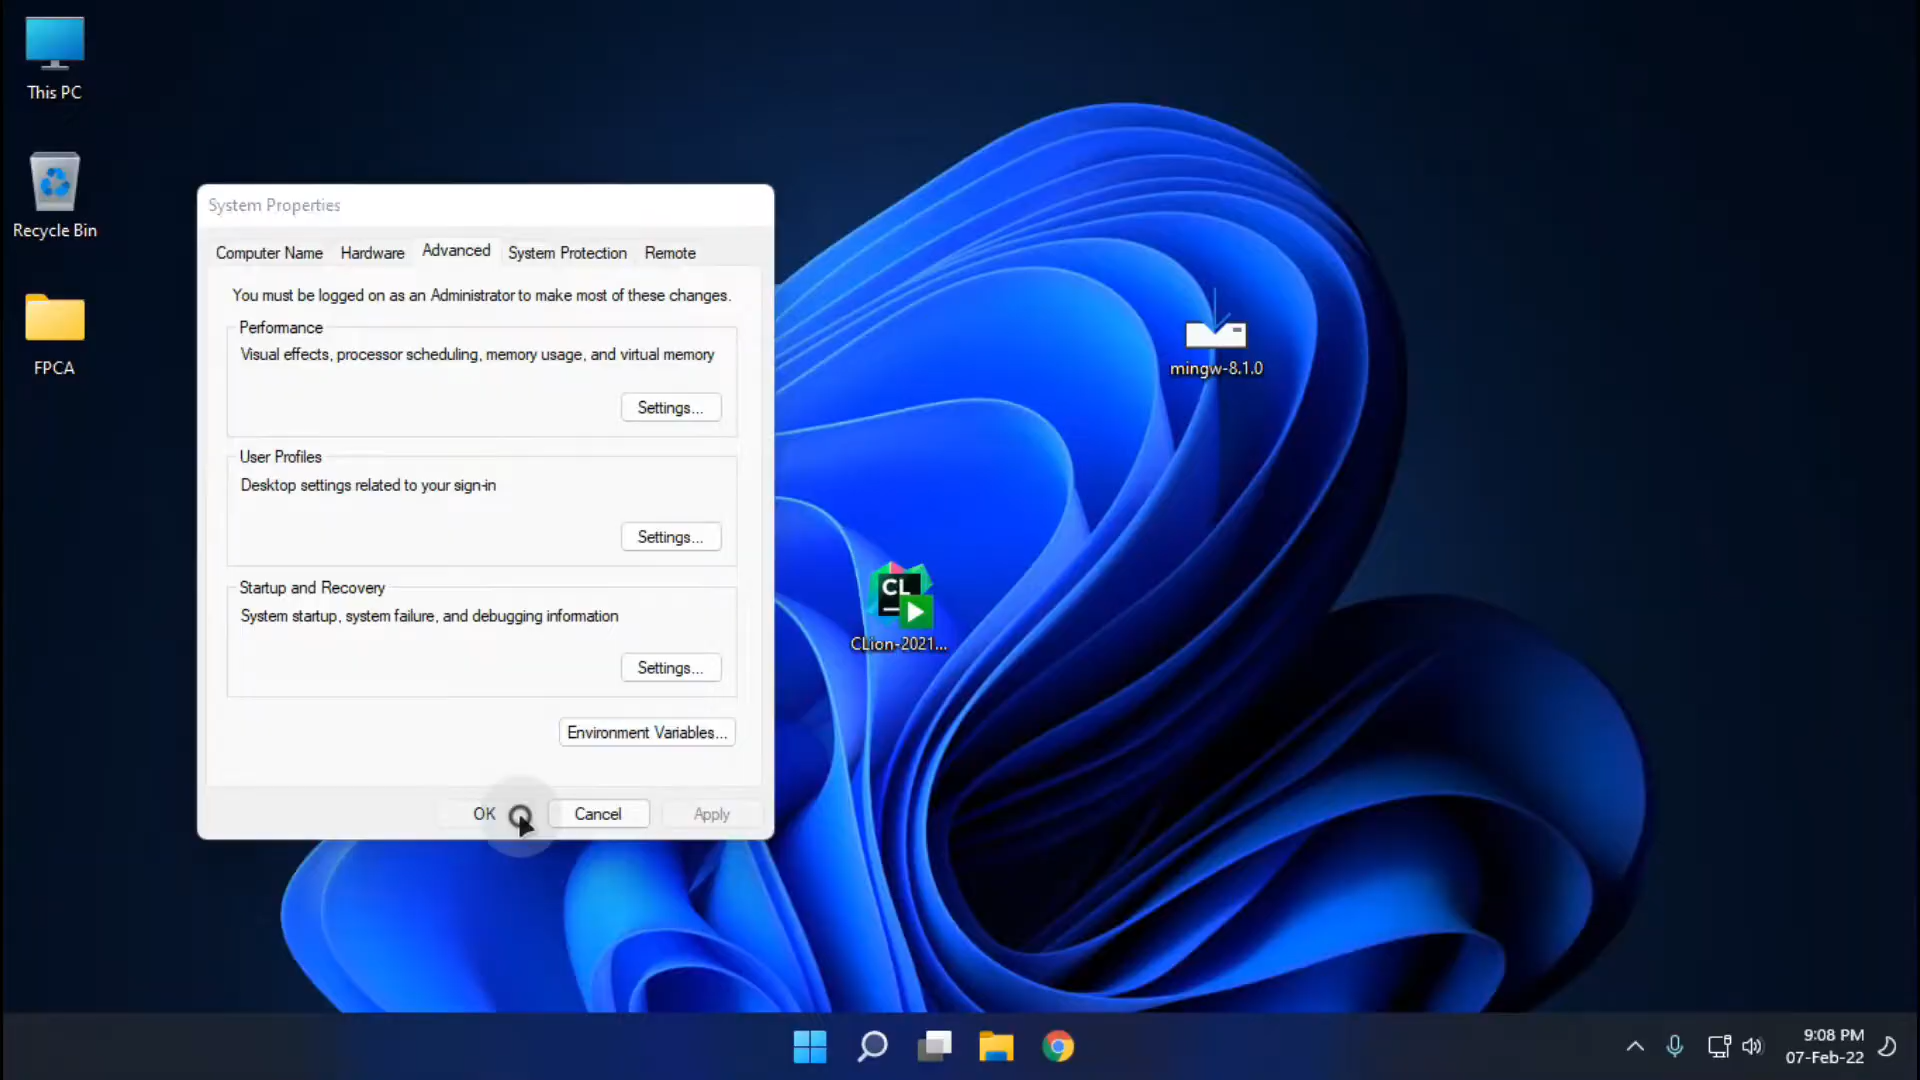 This PC
Recycle Bin
FPCA
System Properties
Computer Name Hardware Advanced System Protection Remote
You must be logged on as an Administrator to make most of these changes.
Performance
Visual effects, processor scheduling, memory usage, and virtual memory
Settings...
User Profiles
Desktop settings related to your sign-in
Settings...
Startup and Recovery
System startup, system failure, and debugging information
Settings...
Environment Variables...
OK Cancel Apply
mingw-8.1.0
CL
CLion-2021...
9:08 PM
07-Feb-22